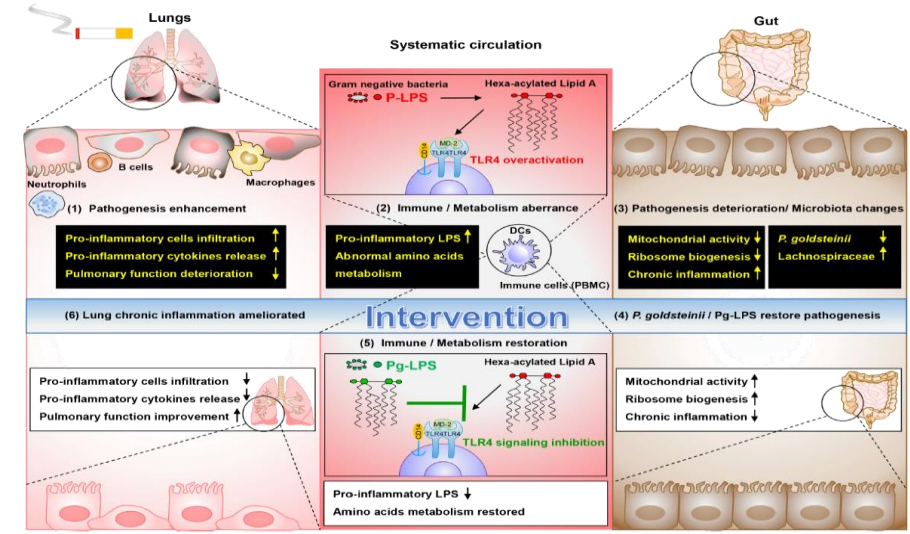 Lungs
Systematic circulation
Gut
Gram negative bacteria
P-LPS
Hexa-acylated Lipid A
MD-2
CD14
TLR4TLR4
TLR4 overactivation
B cells
Neutrophils
Macrophages
(1) Pathogenesis enhancement
Pro-inflammatory cells infiltration ↑
Pro-inflammatory cytokines release ↑
Pulmonary function deterioration ↓
(2) Immune / Metabolism aberrance
Pro-inflammatory LPS ↑
Abnormal amino acids
metabolism
DCs
Immune cells (PBMC)
(3) Pathogenesis deterioration/ Microbiota changes
Mitochondrial activity ↓
Ribosome biogenesis ↓
Chronic inflammation ↑
P. goldsteinii ↓
Lachnospiraceae ↑
(6) Lung chronic inflammation ameliorated
Intervention
(4) P. goldsteinii / Pg-LPS restore pathogenesis
Pro-inflammatory cells infiltration ↓
Pro-inflammatory cytokines release ↓
Pulmonary function improvement ↑
(5) Immune / Metabolism restoration
Pg-LPS
Hexa-acylated Lipid A
MD-2
CD14
TLR4TLR4
TLR4 signaling inhibition
Pro-inflammatory LPS ↓
Amino acids metabolism restored
Mitochondrial activity ↑
Ribosome biogenesis ↑
Chronic inflammation ↓